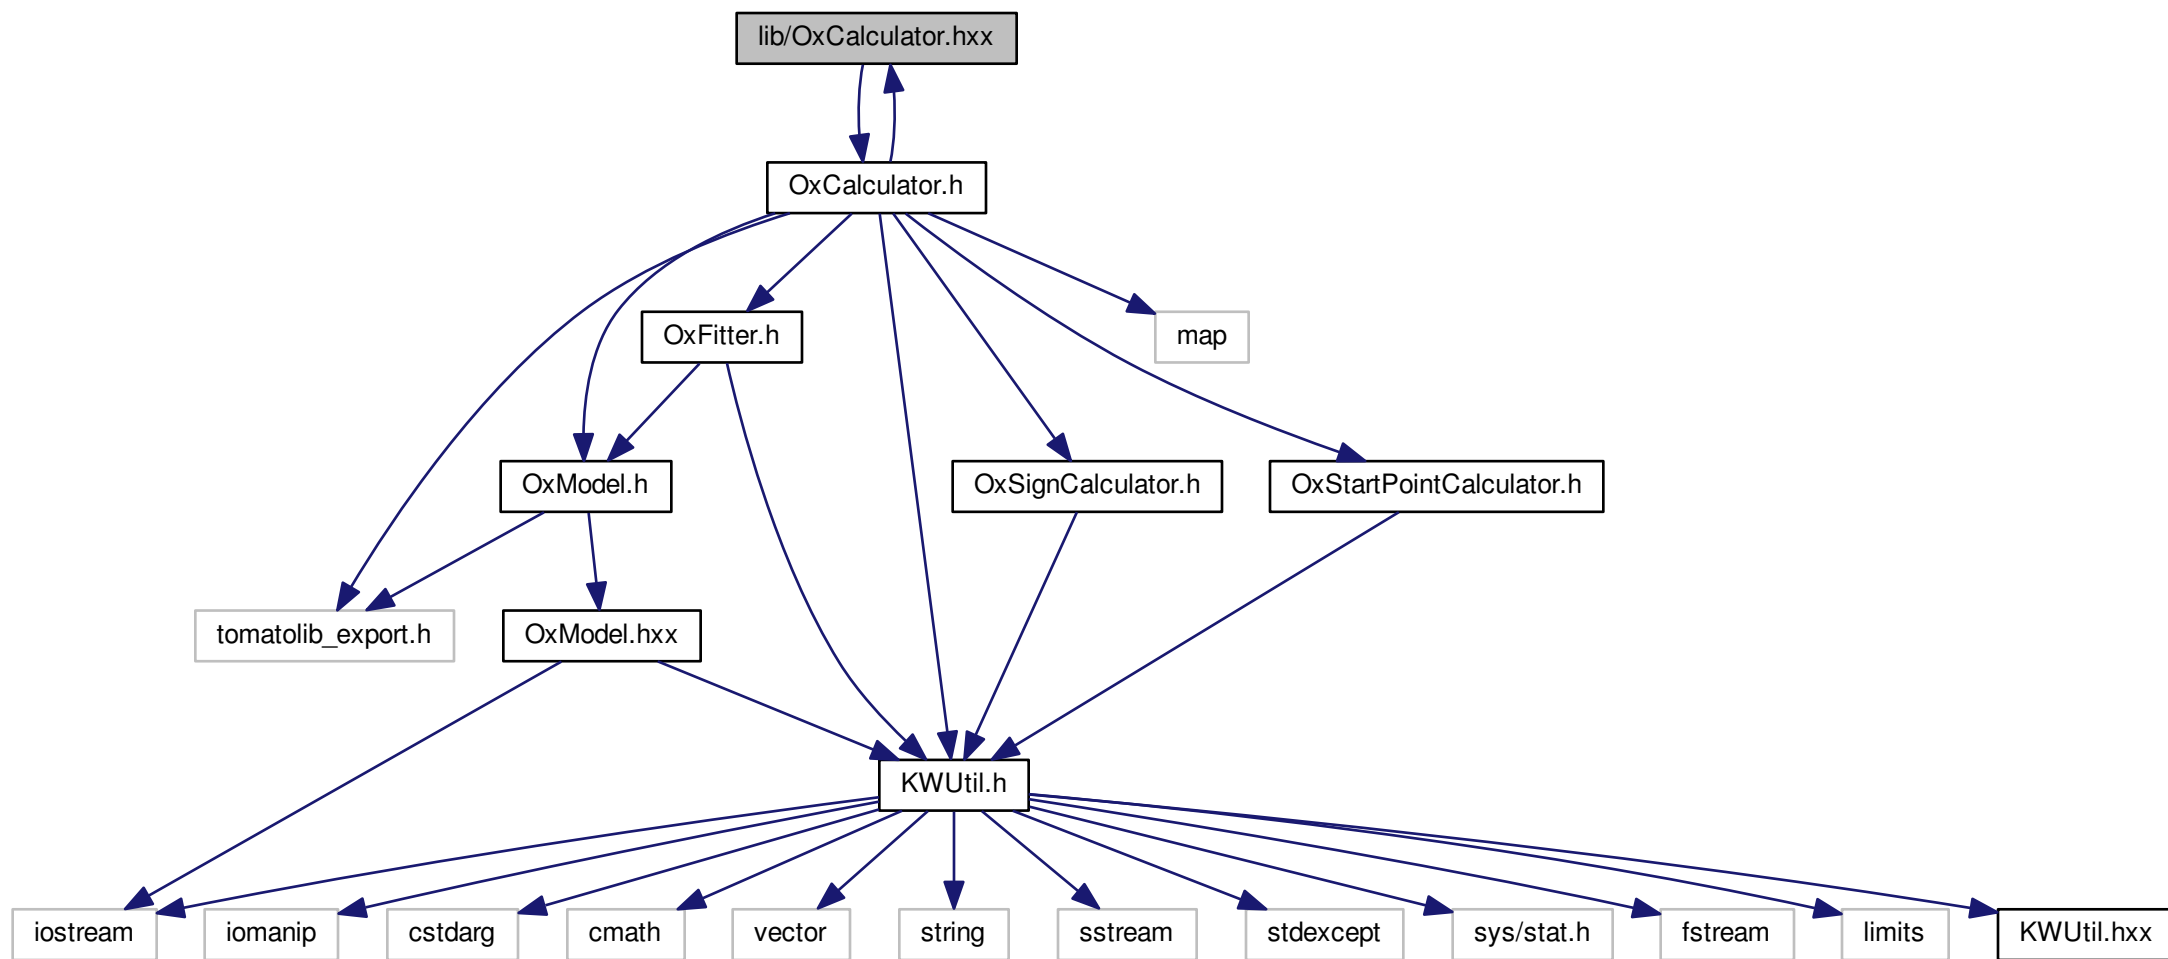 lib/OxCalculator.hxx
OxCalculator.h
OxFitter.h
map
OxModel.h
OxSignCalculator.h
OxStartPointCalculator.h
tomatolib_export.h
OxModel.hxx
KWUtil.h
iostream
iomanip
cstdarg
cmath
vector
string
sstream
stdexcept
sys/stat.h
fstream
limits
KWUtil.hxx